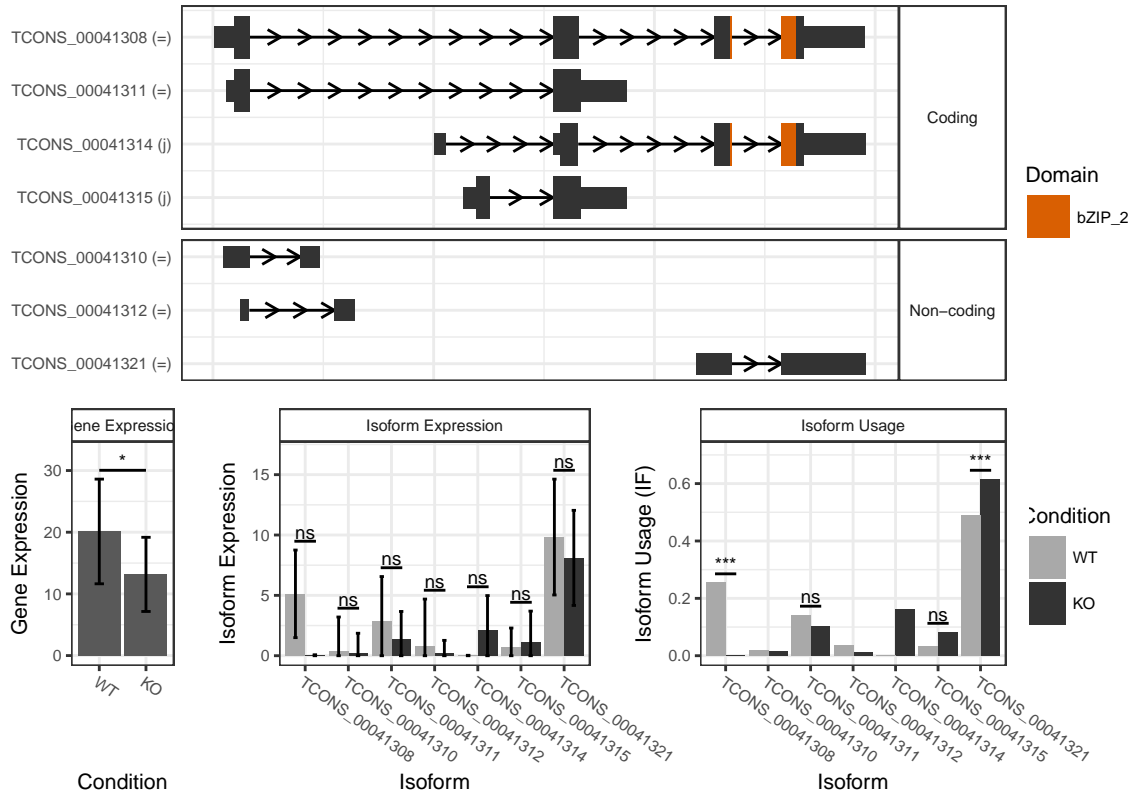 TCONS_00041308 (=)
TCONS_00041311 (=)
TCONS_00041314 (j)
TCONS_00041315 (j)
Coding
TCONS_00041310 (=)
TCONS_00041312 (=)
TCONS_00041321 (=)
Non−coding
Domain
bZIP_2
ene Expressio
Gene Expression
30
20
10
0
*
WT
KO
Condition
Isoform Expression
Isoform Expression
15
10
5
0
ns
ns
ns
ns
ns
ns
ns
TCONS_00041308
TCONS_00041310
TCONS_00041311
TCONS_00041312
TCONS_00041314
TCONS_00041315
TCONS_00041321
Isoform
Isoform Usage
Isoform Usage (IF)
0.6
0.4
0.2
0.0
***
ns
ns
***
TCONS_00041308
TCONS_00041310
TCONS_00041311
TCONS_00041312
TCONS_00041314
TCONS_00041315
TCONS_00041321
Isoform
Condition
WT
KO